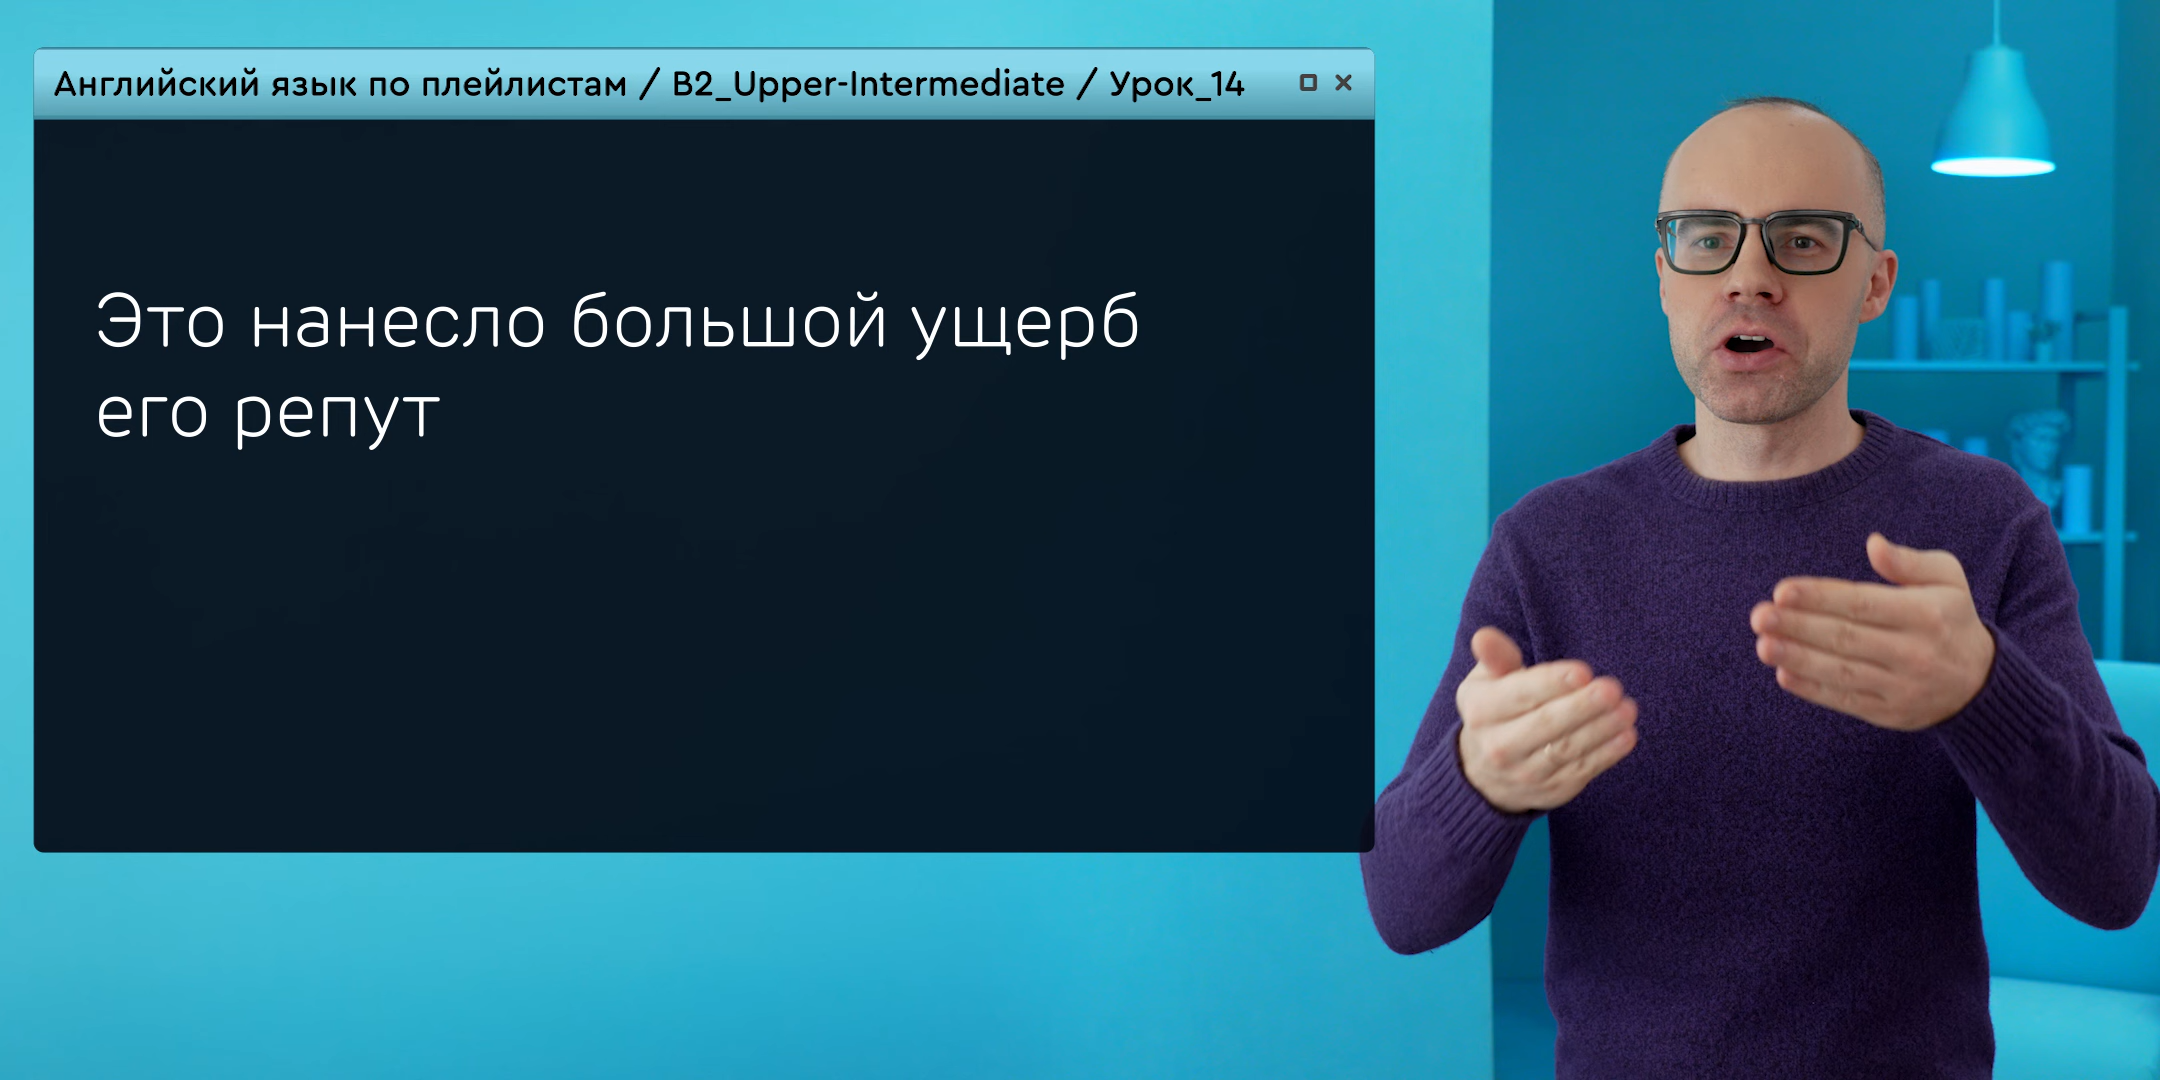 Английский язык по плейлистам / B2_Upper-Intermediate / Урок_14
Это нанесло большой ущерб
его репут